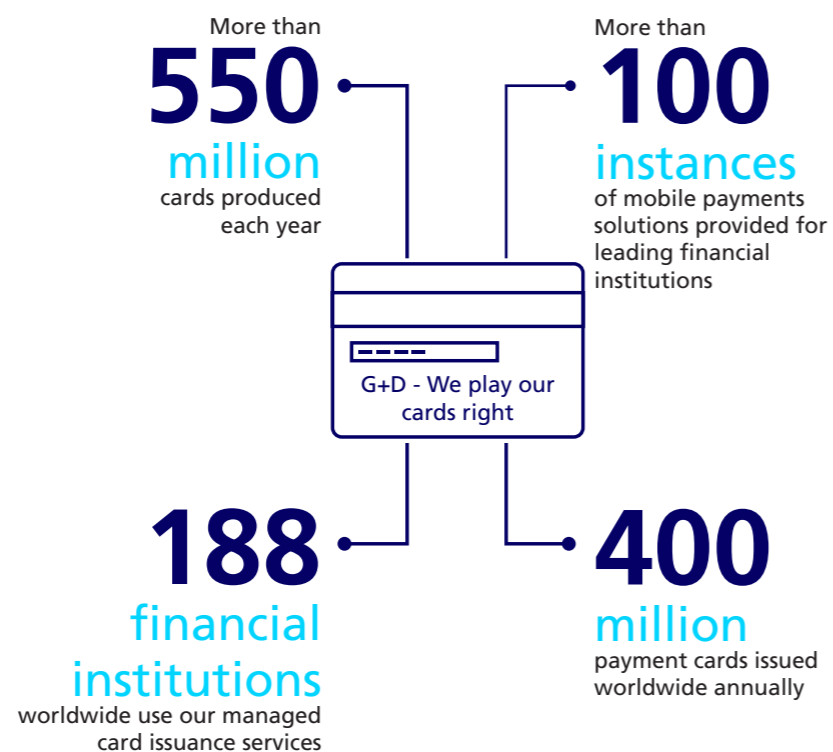 More than
550
million
cards produced
each year
More than
100
instances
of mobile payments
solutions provided for
leading financial
institutions
G+D - We play our
cards right
188
financial
institutions
worldwide use our managed
card issuance services
400
million
payment cards issued
worldwide annually